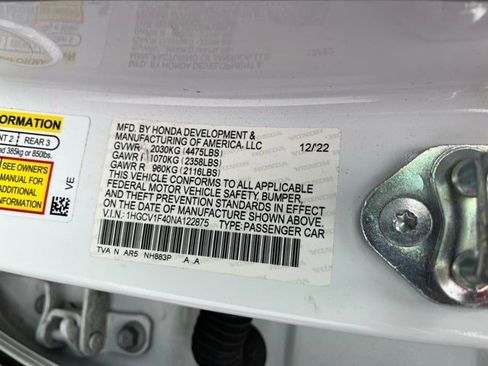 MFD. BY HONDA DEVELOPMENT &
MANUFACTURING OF AMERICA, LLC 12/22
GVWR 2030KG (4475LBS)
GAWR F 1070KG (2358LBS)
GAWR R 960KG (2116LBS)
THIS VEHICLE CONFORMS TO ALL APPLICABLE
FEDERAL MOTOR VEHICLE SAFETY, BUMPER,
AND THEFT PREVENTION STANDARDS IN EFFECT
ON THE DATE OF MANUFACTURE SHOWN ABOVE
V.I.N.: 1HGCV1F40NA122875 TYPE:PASSENGER CAR
TVA N AR5 NH883P A A
NT 2 REAR 3
ed 385kg or 850lbs.
SEE OWNER'S
MANUAL FOR
ADDITIONAL
INFORMATION
VE
12/22